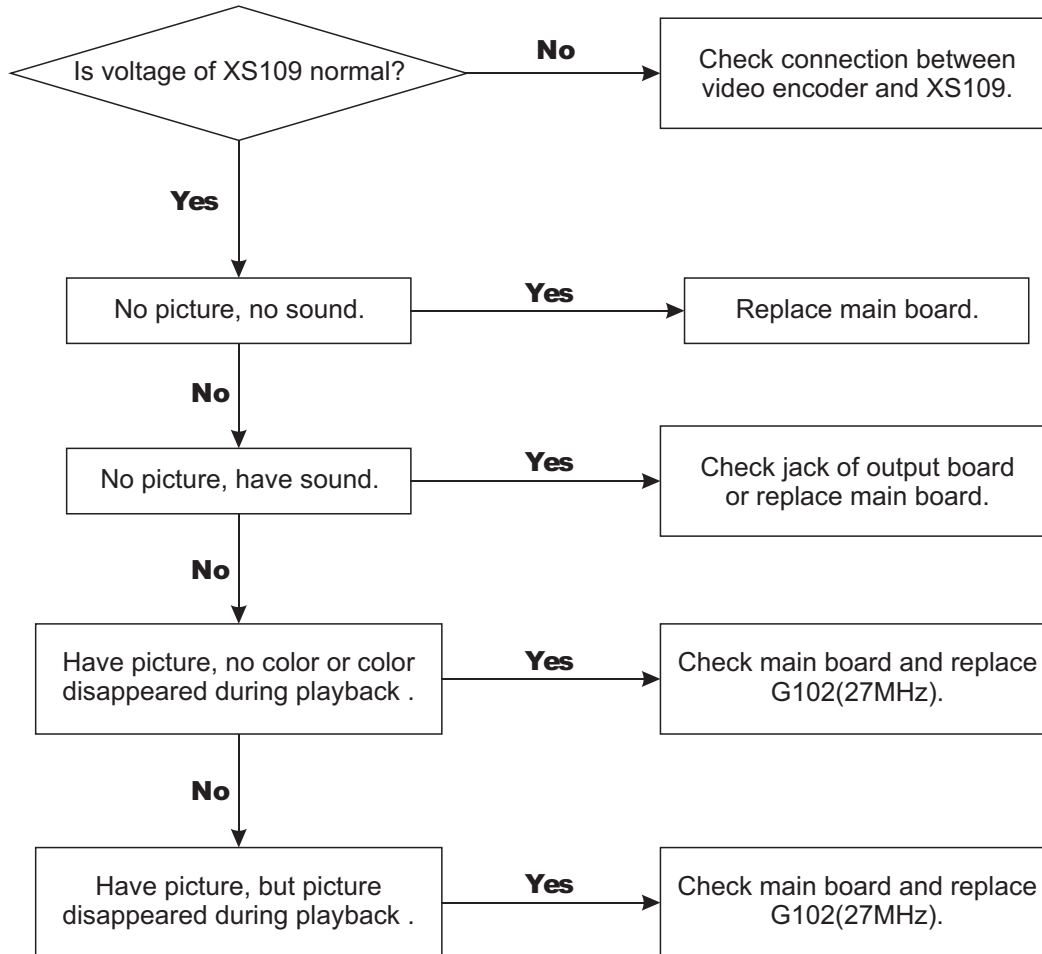 Is voltage of XS109 normal?
No
Check connection between
video encoder and XS109.
Yes
No picture, no sound.
Yes
Replace main board.
No
No picture, have sound.
Yes
Check jack of output board
or replace main board.
No
Have picture, no color or color
disappeared during playback .
Yes
Check main board and replace
G102(27MHz).
No
Have picture, but picture
disappeared during playback .
Yes
Check main board and replace
G102(27MHz).